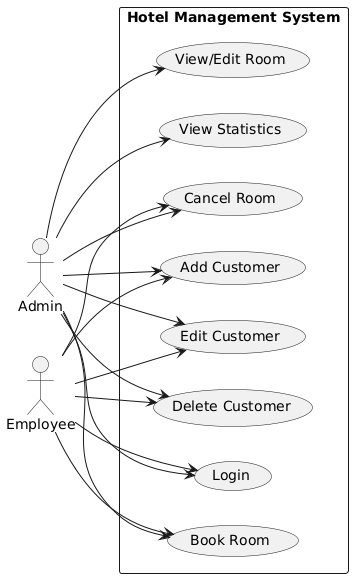 Hotel Management System
View/Edit Room
View Statistics
Cancel Room
Add Customer
Admin
Edit Customer
Delete Customer
Employee
Login
Book Room